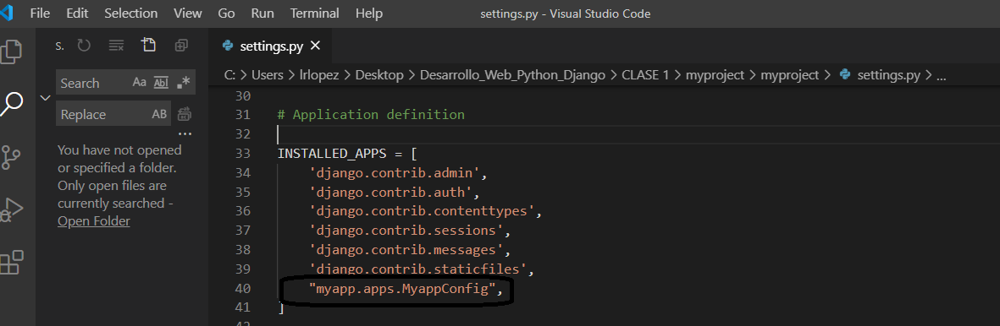 File Edit Selection View Go Run Terminal Help settings.py - Visual Studio Code
S.
Search Aa Abl .*
Replace AB
...
You have not opened
or specified a folder.
Only open files are
currently searched -
Open Folder
settings.py ×
C: > Users > lrlopez > Desktop > Desarrollo_Web_Python_Django > CLASE 1 > myproject > myproject > settings.py > ...
30
31 # Application definition
32
33 INSTALLED_APPS = [
34 'django.contrib.admin',
35 'django.contrib.auth',
36 'django.contrib.contenttypes',
37 'django.contrib.sessions',
38 'django.contrib.messages',
39 'django.contrib.staticfiles',
40 "myapp.apps.MyappConfig",
41 ]
42